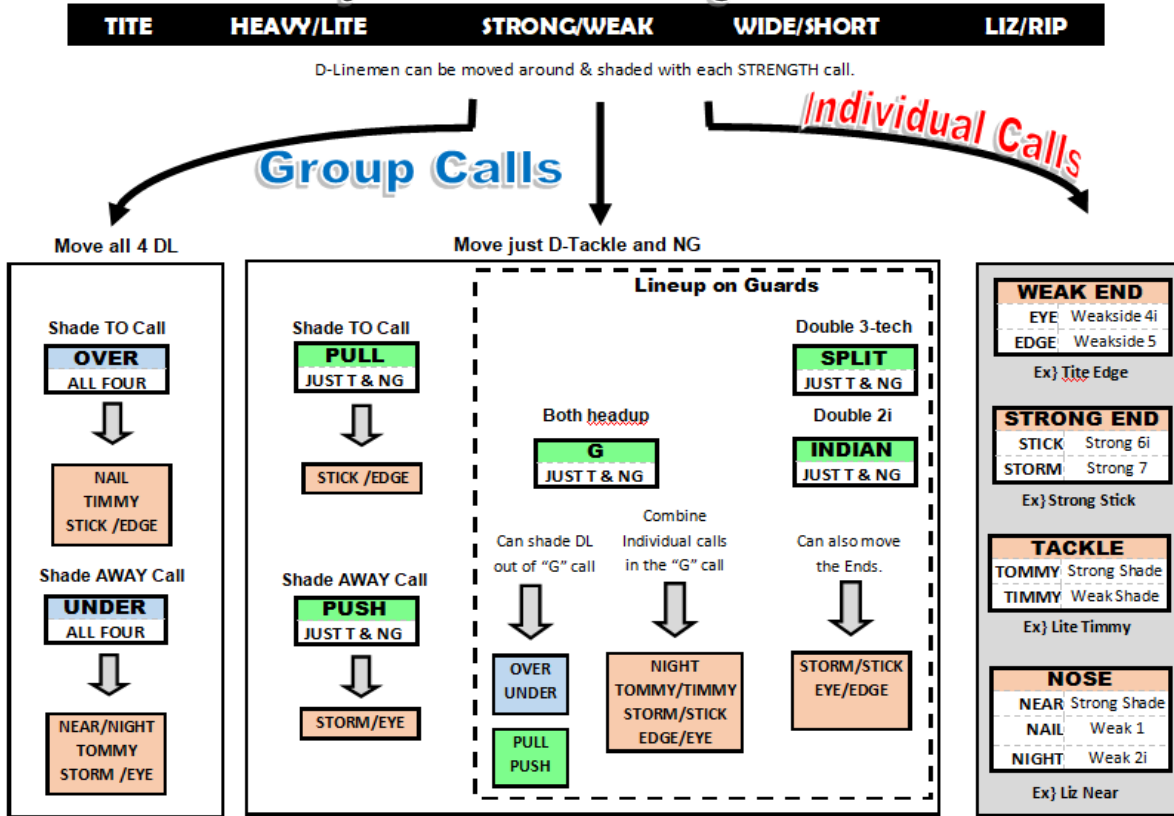 TITE HEAVY/LITE STRONG/WEAK WIDE/SHORT LIZ/RIP
D-Linemen can be moved around & shaded with each STRENGTH call.
Group Calls
Individual Calls
Move all 4 DL
Shade TO Call
OVER
ALL FOUR
NAIL
TIMMY
STICK /EDGE
Shade AWAY Call
UNDER
ALL FOUR
NEAR/NIGHT
TOMMY
STORM /EYE
Move just D-Tackle and NG
Shade TO Call
PULL
JUST T & NG
STICK /EDGE
Shade AWAY Call
PUSH
JUST T & NG
STORM/EYE
Lineup on Guards
Both headup
G
JUST T & NG
Double 3-tech
SPLIT
JUST T & NG
Double 2i
INDIAN
JUST T & NG
Can shade DL
out of "G" call
OVER
UNDER
PULL
PUSH
Combine
Individual calls
in the "G" call
NIGHT
TOMMY/TIMMY
STORM/STICK
EDGE/EYE
Can also move
the Ends.
STORM/STICK
EYE/EDGE
WEAK END
EYE Weakside 4i
EDGE Weakside 5
Ex} Tite Edge
STRONG END
STICK Strong 6i
STORM Strong 7
Ex} Strong Stick
TACKLE
TOMMY Strong Shade
TIMMY Weak Shade
Ex} Lite Timmy
NOSE
NEAR Strong Shade
NAIL Weak 1
NIGHT Weak 2i
Ex} Liz Near